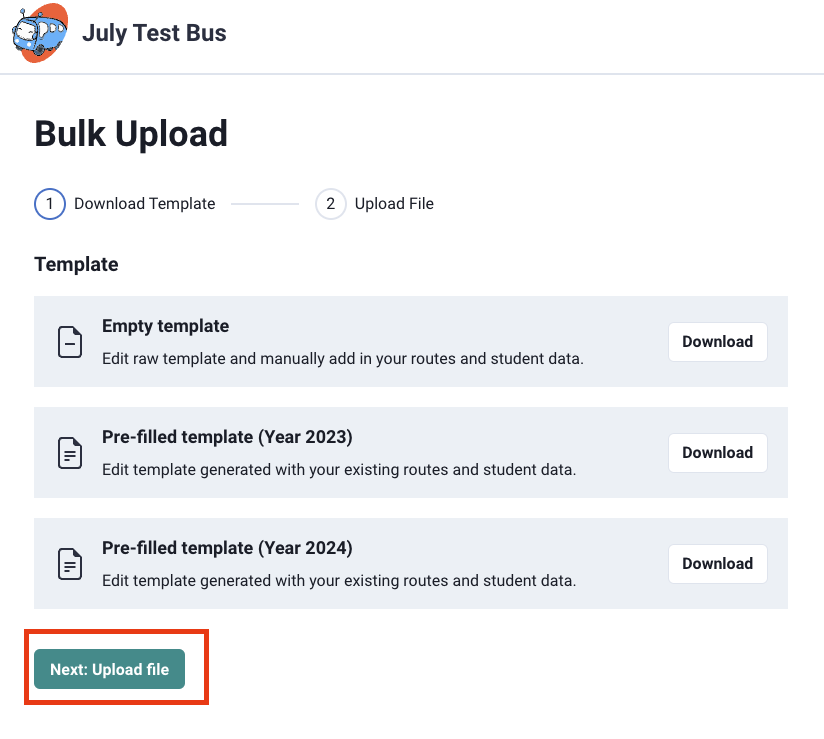 July Test Bus
Bulk Upload
1 Download Template 2 Upload File
Template
Empty template
Edit raw template and manually add in your routes and student data.
Download
Pre-filled template (Year 2023)
Edit template generated with your existing routes and student data.
Download
Pre-filled template (Year 2024)
Edit template generated with your existing routes and student data.
Download
Next: Upload file